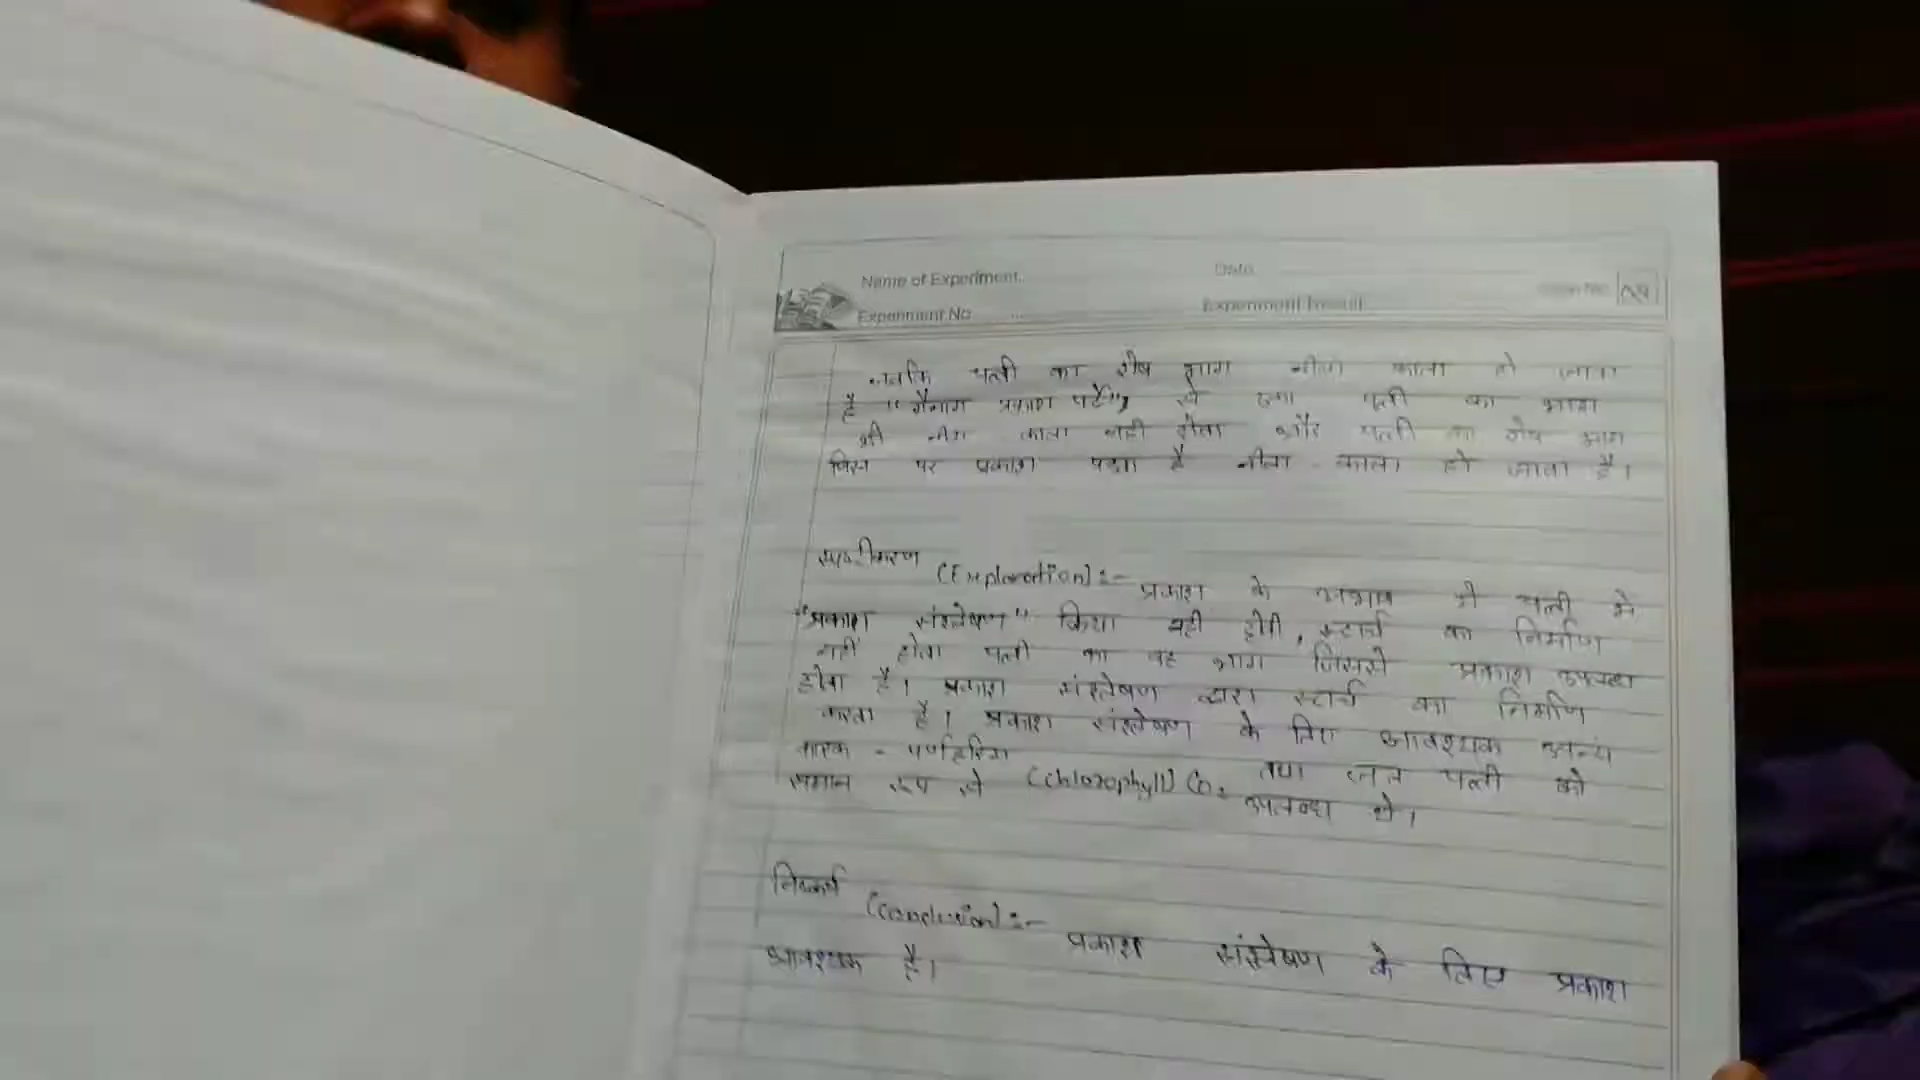 Name of Experiment
Date
Experiment No
Experiment Result
पत्ती का शेष भाग नीला काला हो जाता
है " प्रकाश पर्दे" से ढका पत्ती का भाग
भी काला नही होता और पत्ती का शेष भाग
जिस पर प्रकाश पड़ता है नीला - काला हो जाता है।
स्पष्टीकरण (Explanation):- प्रकाश के अभाव मे पत्ती मे
"प्रकाश संश्लेषण" क्रिया नही होगी, स्टार्च का निर्माण
नहीं होता पत्ती का वह भाग जिससे प्रकाश उपलब्ध
होता है। प्रकाश संश्लेषण द्वारा स्टार्च का निर्माण
करता है। प्रकाश संश्लेषण के लिए आवश्यक अन्य
कारक - पर्णहरिम (Chlorophyll) Co₂ तथा जल पत्ती को
समान रूप से उपलब्ध थे।
निष्कर्ष (Conclusion):- प्रकाश संश्लेषण के लिए प्रकाश
आवश्यक है।